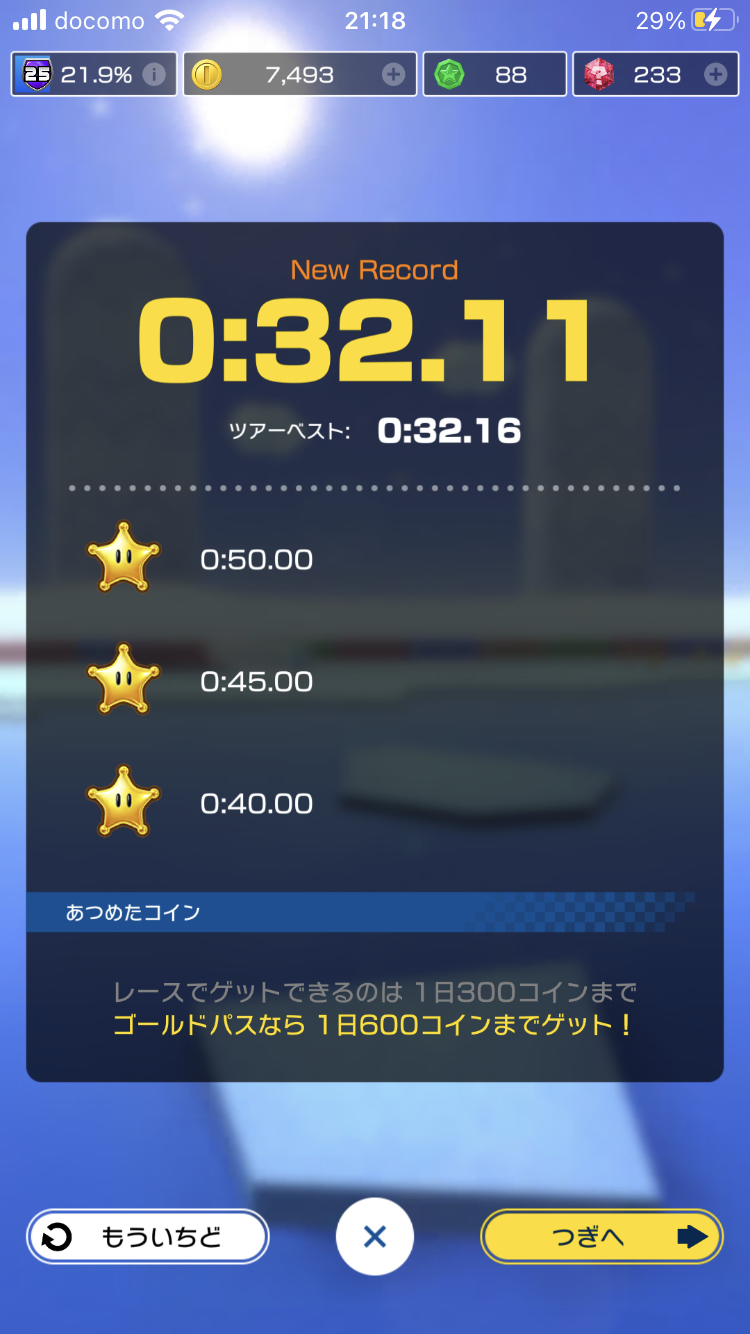 docomo 21:18 29%
25 21.9% i 7,493 88 ? 233
New Record
0:32.11
ツアーベスト: 0:32.16
0:50.00
0:45.00
0:40.00
あつめたコイン
レースでゲットできるのは 1日300コインまで
ゴールドパスなら 1日600コインまでゲット!
もういちど × つぎへ